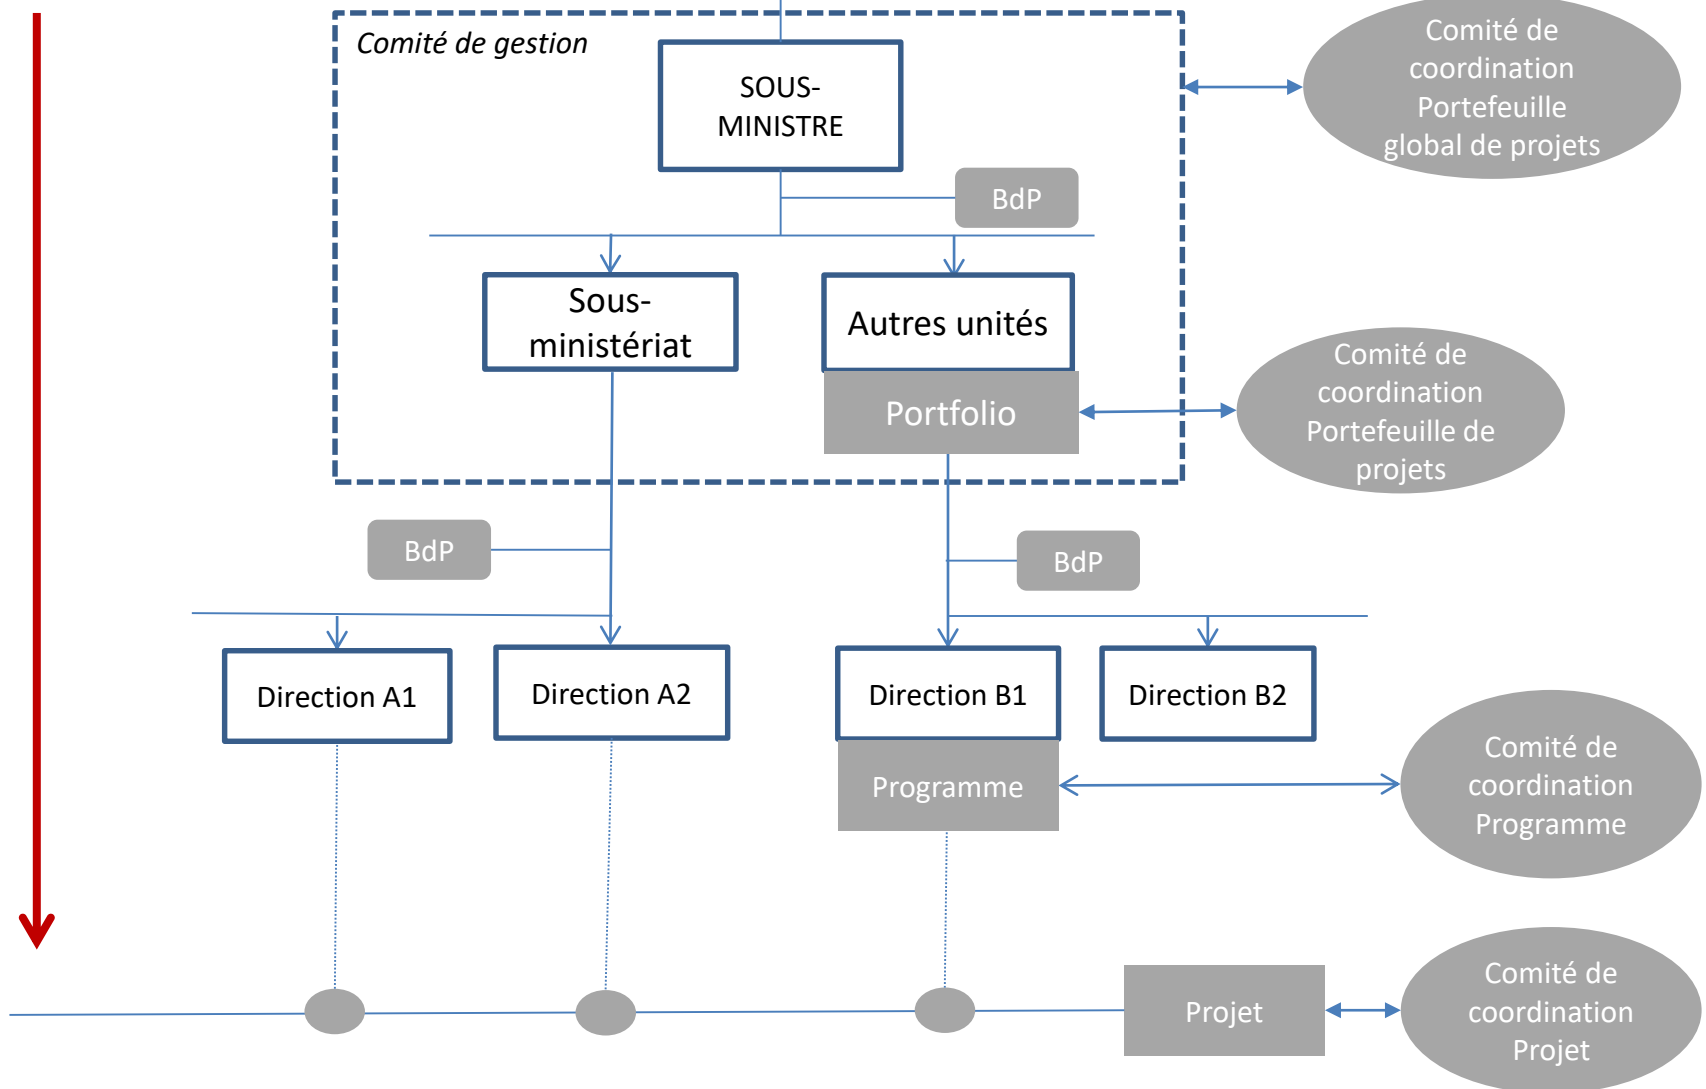 Comité de gestion
SOUS-
MINISTRE
Comité de
coordination
Portefeuille
global de projets
BdP
Sous-
ministériat
Autres unités
Portfolio
Comité de
coordination
Portefeuille de
projets
BdP
BdP
Direction A1
Direction A2
Direction B1
Direction B2
Programme
Comité de
coordination
Programme
Projet
Comité de
coordination
Projet